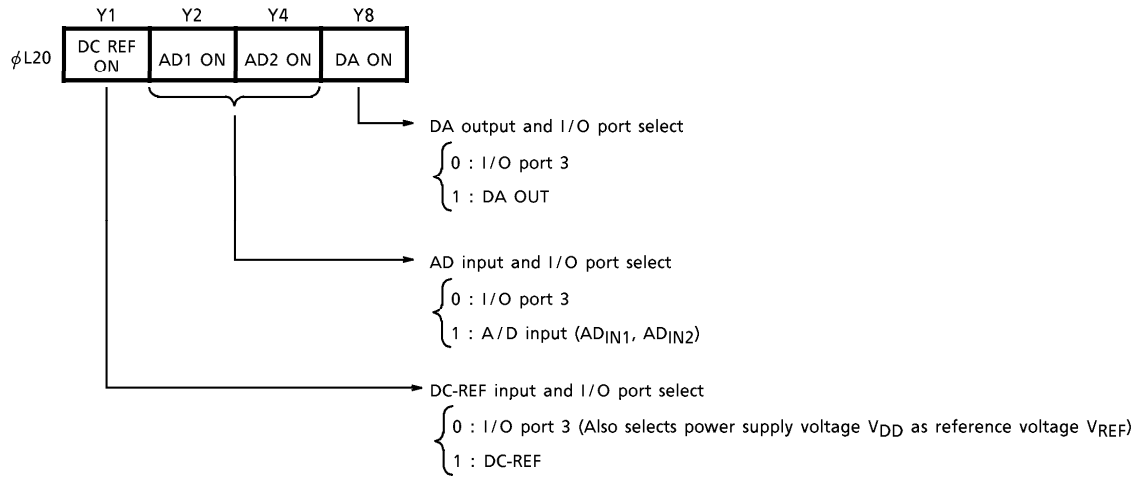 Y1 Y2 Y4 Y8
ϕL20 DC REF ON AD1 ON AD2 ON DA ON
DA output and I/O port select
0 : I/O port 3
1 : DA OUT
AD input and I/O port select
0 : I/O port 3
1 : A/D input (ADIN1, ADIN2)
DC-REF input and I/O port select
0 : I/O port 3 (Also selects power supply voltage VDD as reference voltage VREF)
1 : DC-REF